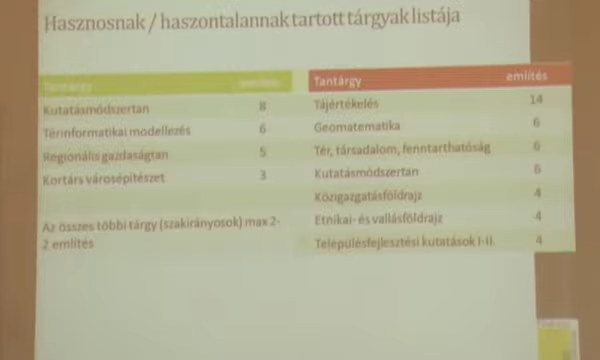 Hasznosnak / haszontalannak tartott tárgyak listája
Tantárgy említés
Kutatásmódszertan 8
Térinformatikai modellezés 6
Regionális gazdaságtan 5
Kortárs városépítészet 3
Az összes többi tárgy (szakirányosok) max 2-
2 említés
Tantárgy említés
Tájértékelés 14
Geomatematika 6
Tér, társadalom, fenntarthatóság 6
Kutatásmódszertan 6
Közigazgatásföldrajz 4
Etnikai- és vallásföldrajz 4
Településfejlesztési kutatások I-II. 4